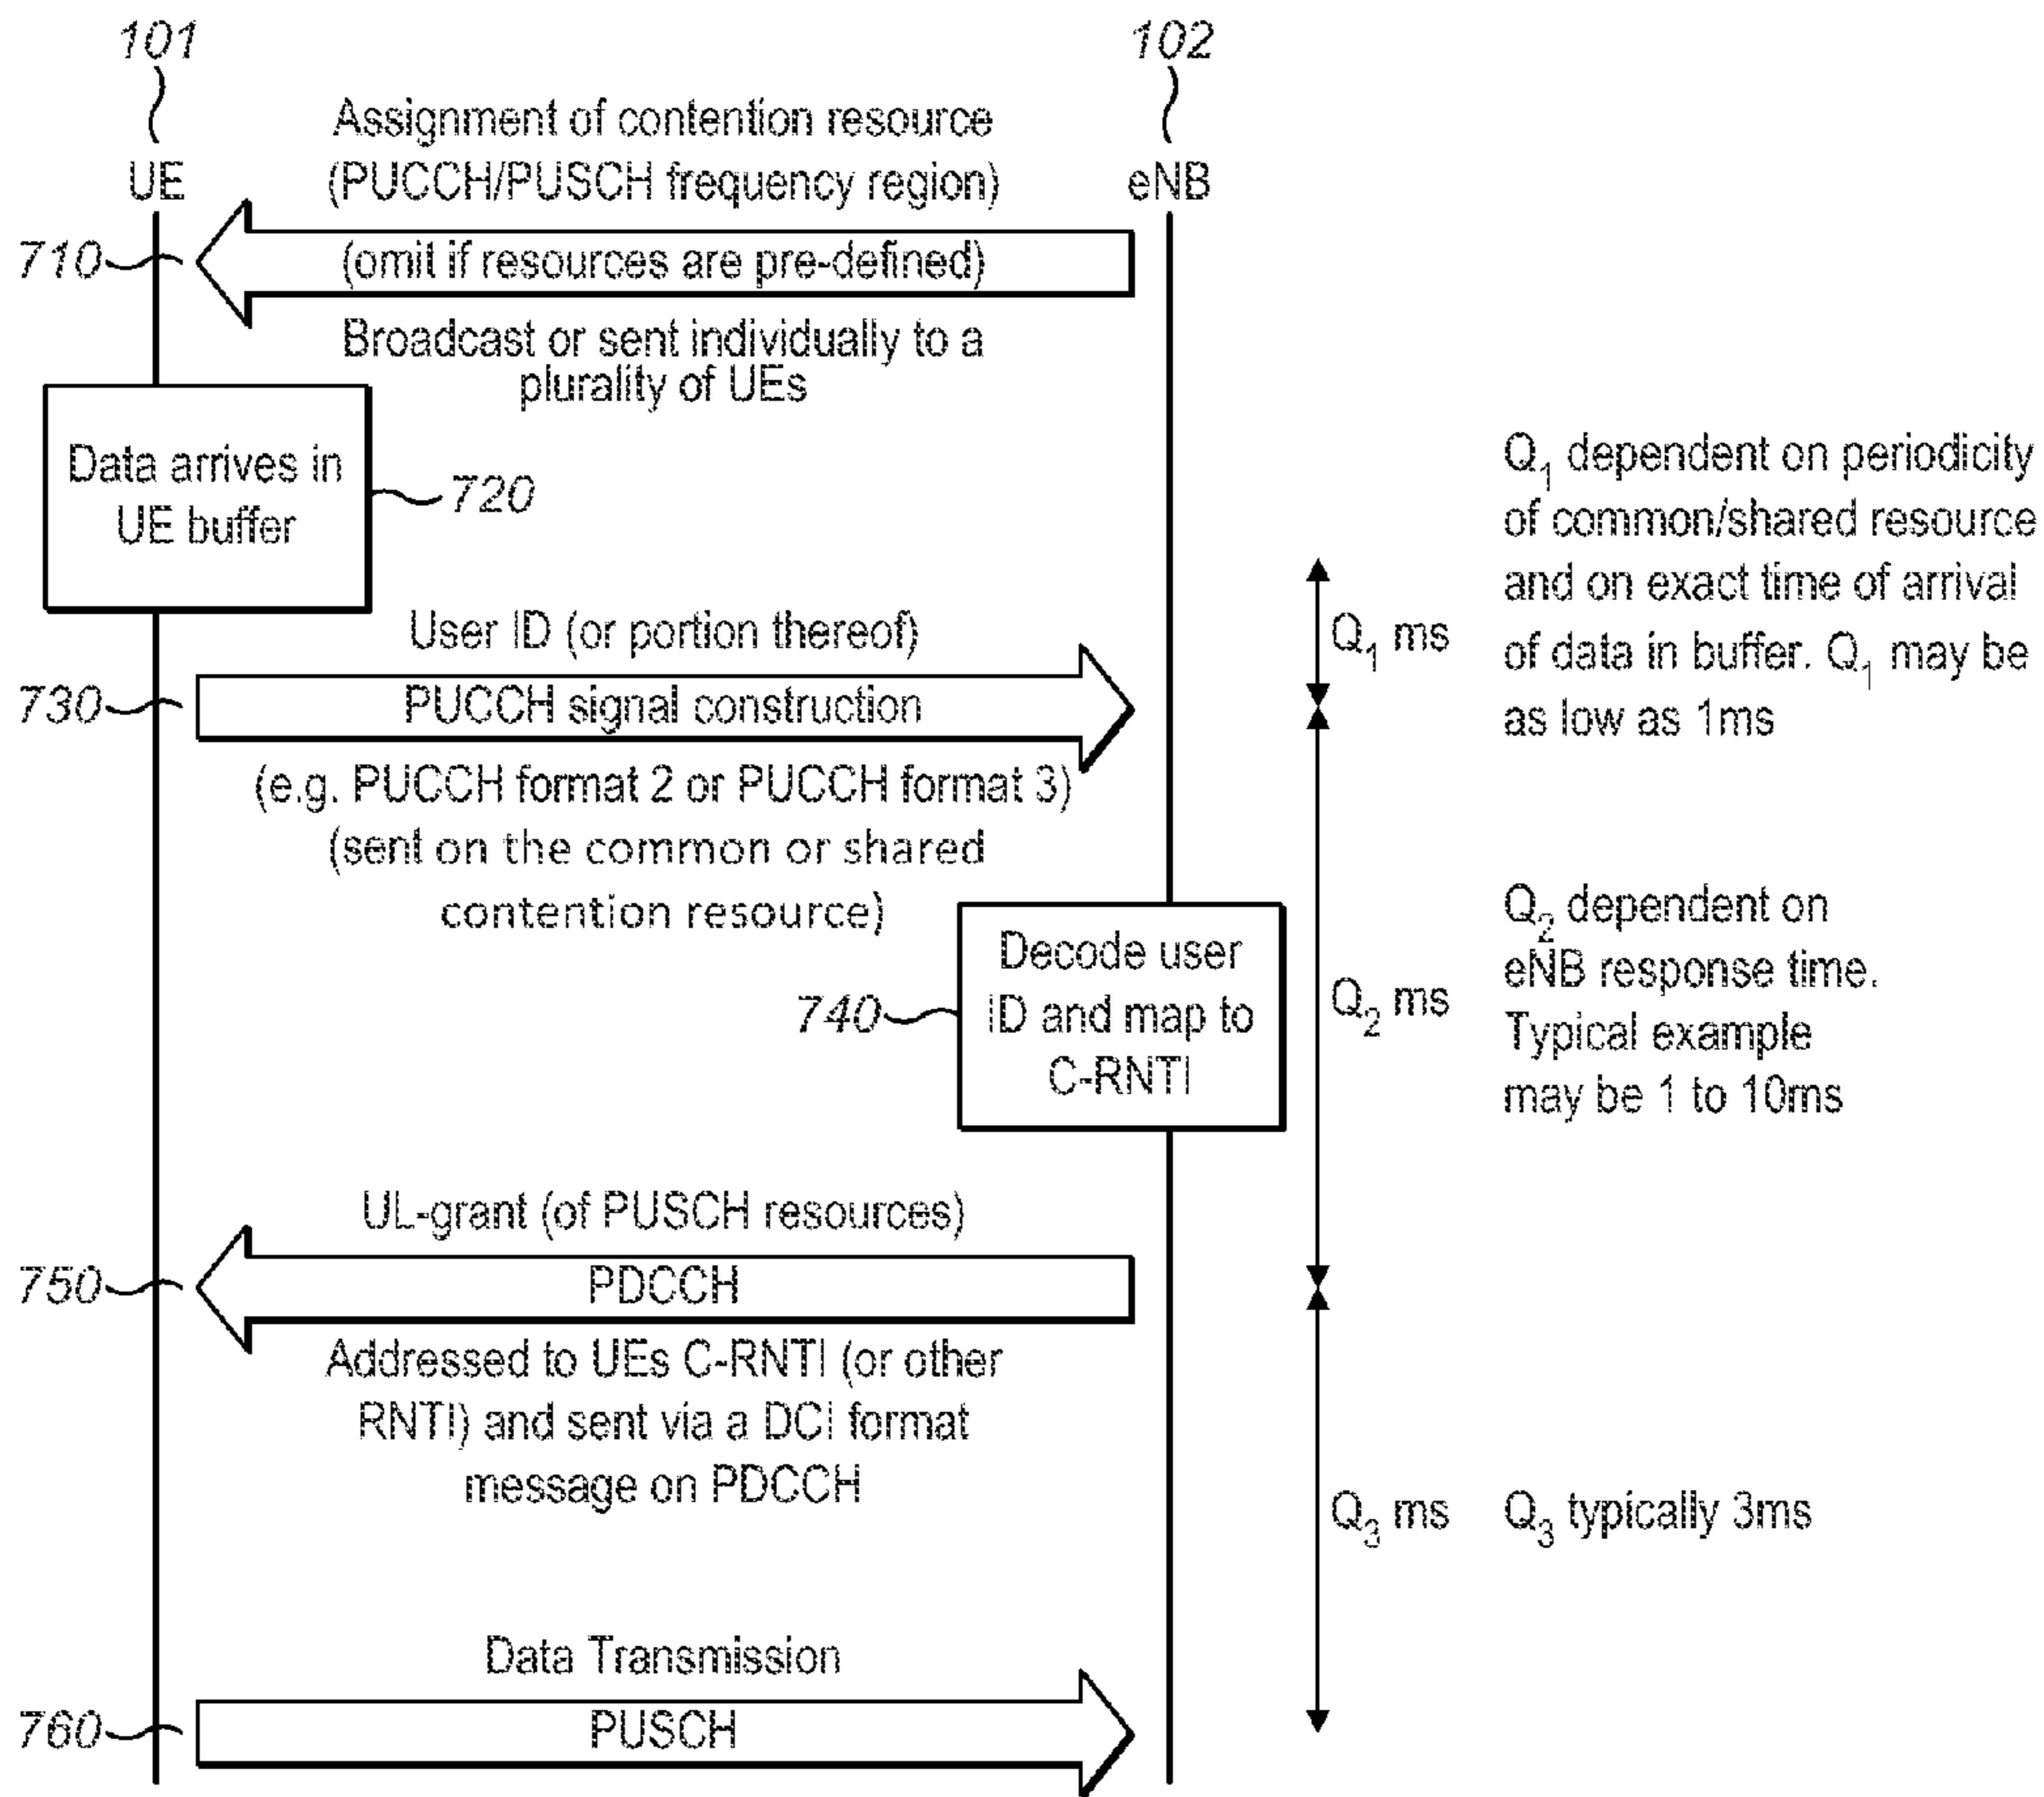 101
102
Assignment of contention resource
UE
(PUCCH/PUSCH frequency region)
eNB
710
(omit if resources are pre-defined)
Broadcast or sent individually to a
plurality of UEs
Data arrives in
UE buffer
720
Q1 dependent on periodicity
of common/shared resource
and on exact time of arrival
of data in buffer. Q1 may be
as low as 1ms
User ID (or portion thereof)
Q1 ms
730
PUCCH signal construction
(e.g. PUCCH format 2 or PUCCH format 3)
(sent on the common or shared
contention resource)
Decode user
ID and map to
C-RNTI
740
Q2 ms
Q2 dependent on
eNB response time.
Typical example
may be 1 to 10ms
UL-grant (of PUSCH resources)
750
PDCCH
Addressed to UEs C-RNTI (or other
RNTI) and sent via a DCI format
message on PDCCH
Q3 ms
Q3 typically 3ms
Data Transmission
760
PUSCH